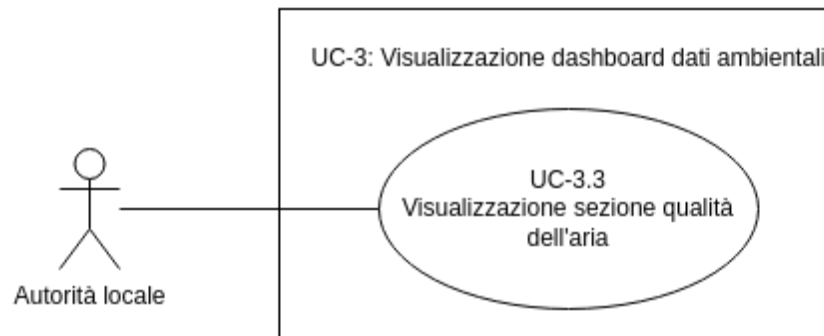 UC-3: Visualizzazione dashboard dati ambientali
UC-3.3
Visualizzazione sezione qualità
dell'aria
Autorità locale